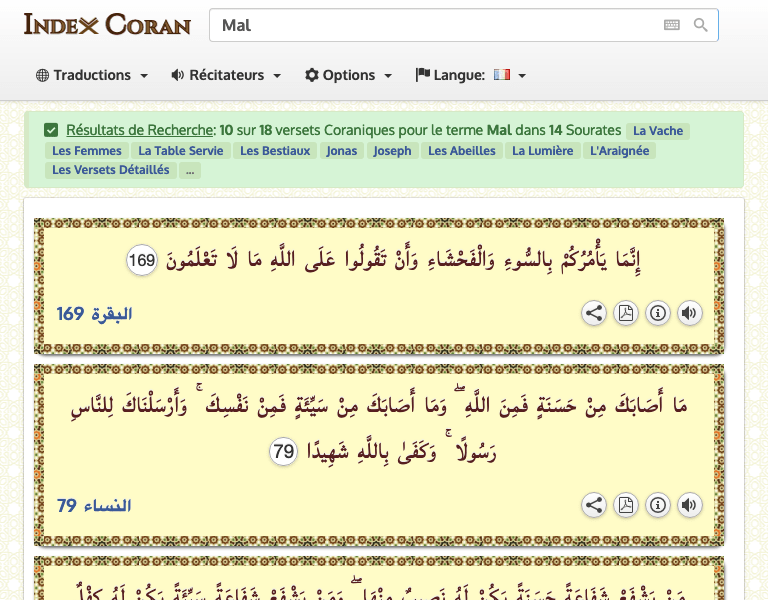 Index Coran
Mal
Traductions Récitateurs Options Langue:
Résultats de Recherche: 10 sur 18 versets Coraniques pour le terme Mal dans 14 Sourates La Vache
Les Femmes La Table Servie Les Bestiaux Jonas Joseph Les Abeilles La Lumière L'Araignée
Les Versets Détaillés ...
إِنَّمَا يَأْمُرُكُمْ بِالسُّوءِ وَالْفَحْشَاءِ وَأَنْ تَقُولُوا عَلَى اللَّهِ مَا لَا تَعْلَمُونَ 169
البقرة 169
مَا أَصَابَكَ مِنْ حَسَنَةٍ فَمِنَ اللَّهِ ۖ وَمَا أَصَابَكَ مِنْ سَيِّئَةٍ فَمِنْ نَفْسِكَ ۚ وَأَرْسَلْنَاكَ لِلنَّاسِ
رَسُولًا ۚ وَكَفَىٰ بِاللَّهِ شَهِيدًا 79
النساء 79
مَنْ يَشْفَعْ شَفَاعَةً حَسَنَةً يَكُنْ لَهُ نَصِيبٌ مِنْهَا ۖ وَمَنْ يَشْفَعْ شَفَاعَةً سَيِّئَةً يَكُنْ لَهُ كِفْلٌ